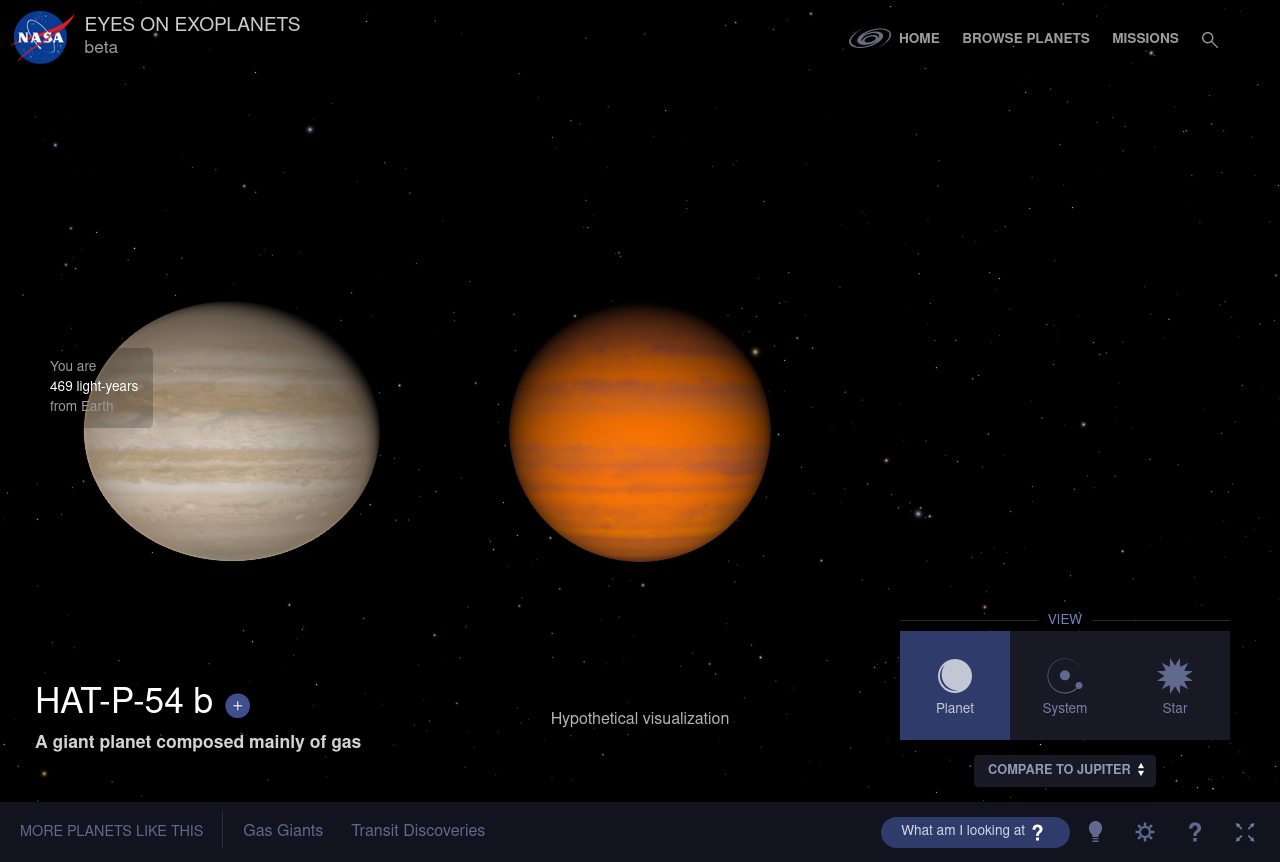 NASA
EYES ON EXOPLANETS
beta
HOME
BROWSE PLANETS
MISSIONS
You are
469 light-years
from Earth
VIEW
Planet
System
Star
HAT-P-54 b +
A giant planet composed mainly of gas
Hypothetical visualization
COMPARE TO JUPITER
MORE PLANETS LIKE THIS
Gas Giants
Transit Discoveries
What am I looking at ?
?